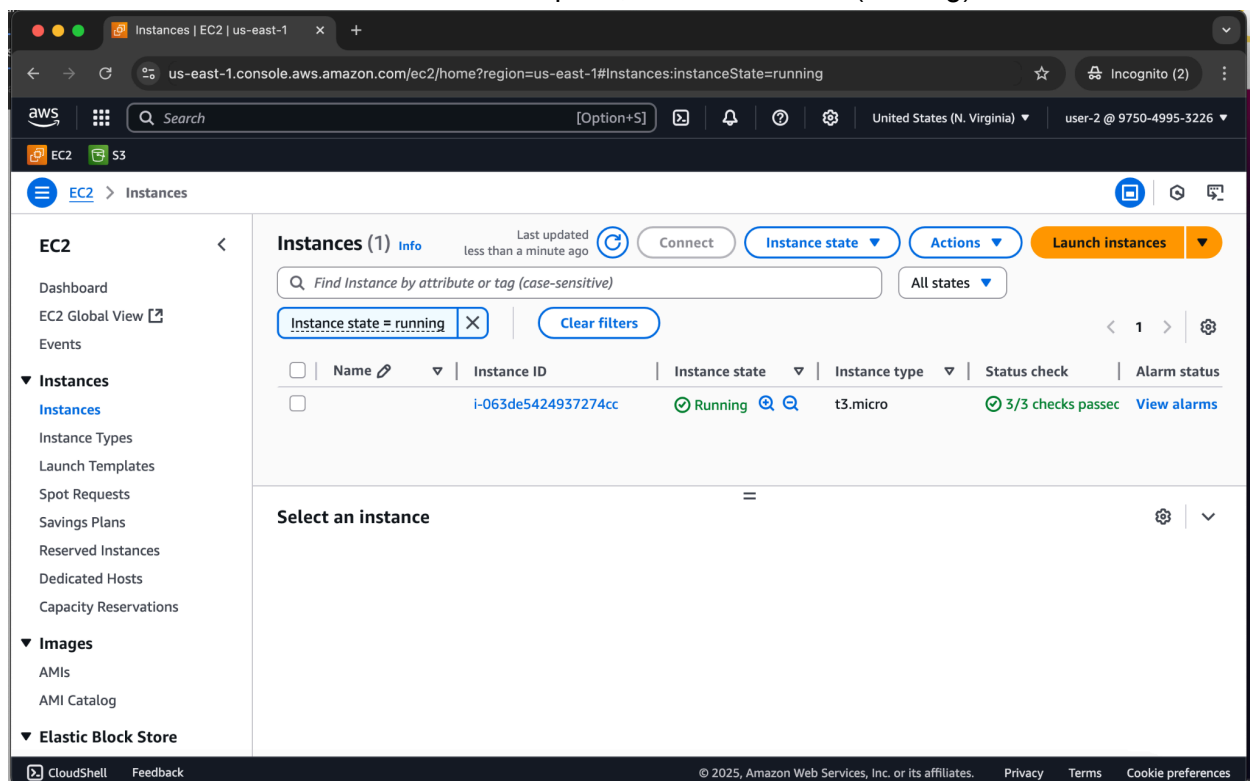 Instances | EC2 | us-east-1
us-east-1.console.aws.amazon.com/ec2/home?region=us-east-1#Instances:instanceState=running
Incognito (2)
aws
Search
[Option+S]
United States (N. Virginia)
user-2 @ 9750-4995-3226
EC2
S3
EC2 > Instances
EC2
Dashboard
EC2 Global View
Events
Instances
Instances
Instance Types
Launch Templates
Spot Requests
Savings Plans
Reserved Instances
Dedicated Hosts
Capacity Reservations
Images
AMIs
AMI Catalog
Elastic Block Store
Instances (1) Info
Last updated
less than a minute ago
Connect
Instance state
Actions
Launch instances
Find Instance by attribute or tag (case-sensitive)
All states
Instance state = running
Clear filters
1
Name
Instance ID
Instance state
Instance type
Status check
Alarm status
i-063de5424937274cc
Running
t3.micro
3/3 checks passec
View alarms
Select an instance
CloudShell
Feedback
© 2025, Amazon Web Services, Inc. or its affiliates.
Privacy
Terms
Cookie preferences